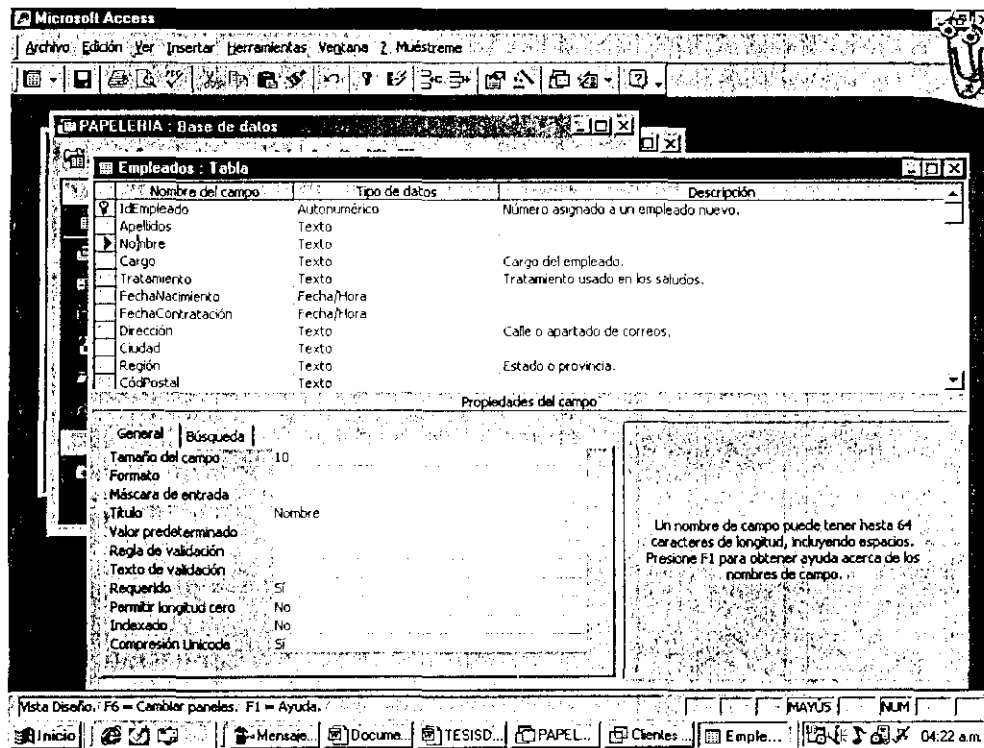 Microsoft Access
Archivo Edición Ver Insertar Herramientas Ventana ? Muéstreme
PAPELERIA : Base de datos
Empleados : Tabla
Nombre del campo Tipo de datos Descripción
IdEmpleado Autonumérico Número asignado a un empleado nuevo.
Apellidos Texto
Nombre Texto
Cargo Texto Cargo del empleado.
Tratamiento Texto Tratamiento usado en los saludos.
FechaNacimiento Fecha/Hora
FechaContratación Fecha/Hora
Dirección Texto Calle o apartado de correos.
Ciudad Texto
Región Texto Estado o provincia.
CódPostal Texto
Propiedades del campo
General Búsqueda
Tamaño del campo 10
Formato
Máscara de entrada
Título Nombre
Valor predeterminado
Regla de validación
Texto de validación
Requerido Sí
Permitir longitud cero No
Indexado No
Compresión Unicode Sí
Un nombre de campo puede tener hasta 64
caracteres de longitud, incluyendo espacios.
Presione F1 para obtener ayuda acerca de los
nombres de campo.
Vista Diseño. F6 = Cambiar paneles. F1 = Ayuda. MAYÚS NUM
Inicio Mensaje... Docume... TESISD... PAPEL... Clientes ... Emple... 04:22 a.m.